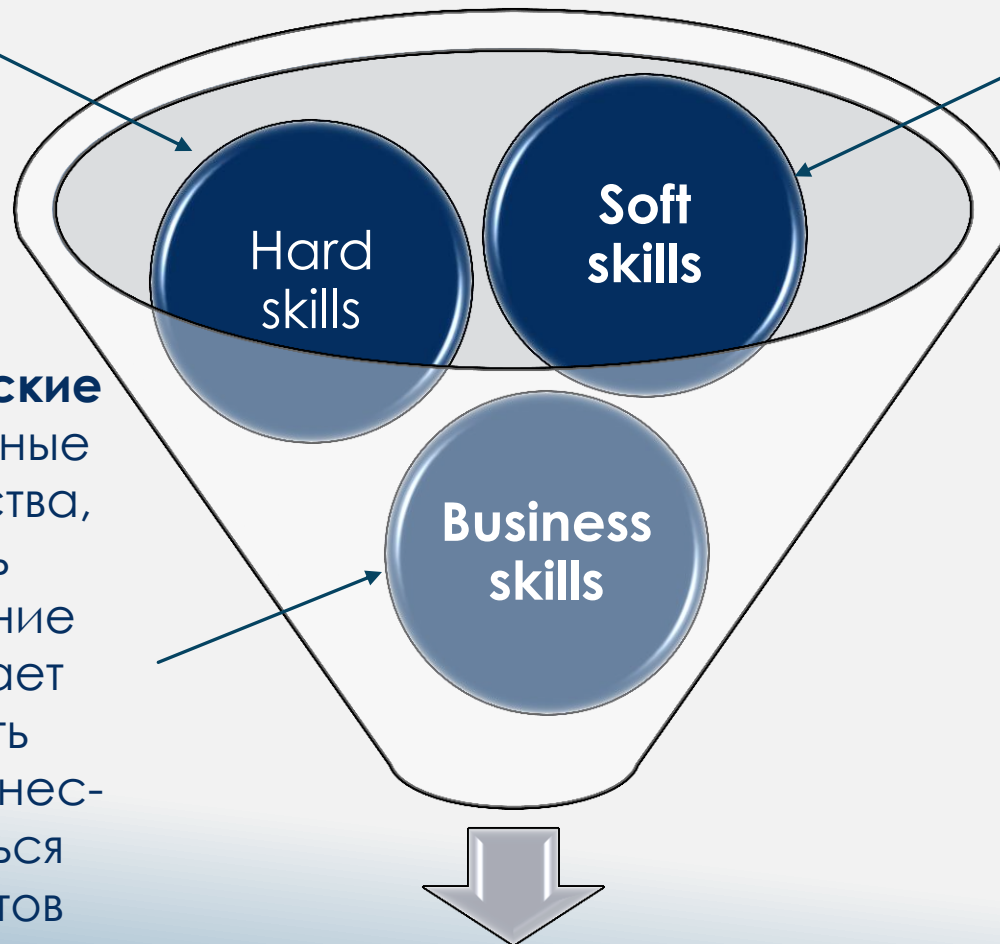 Soft
skills
Hard
skills
ские
ные
ства,
ь
ние
ает
ть
нес-
ься
тов
Business
skills